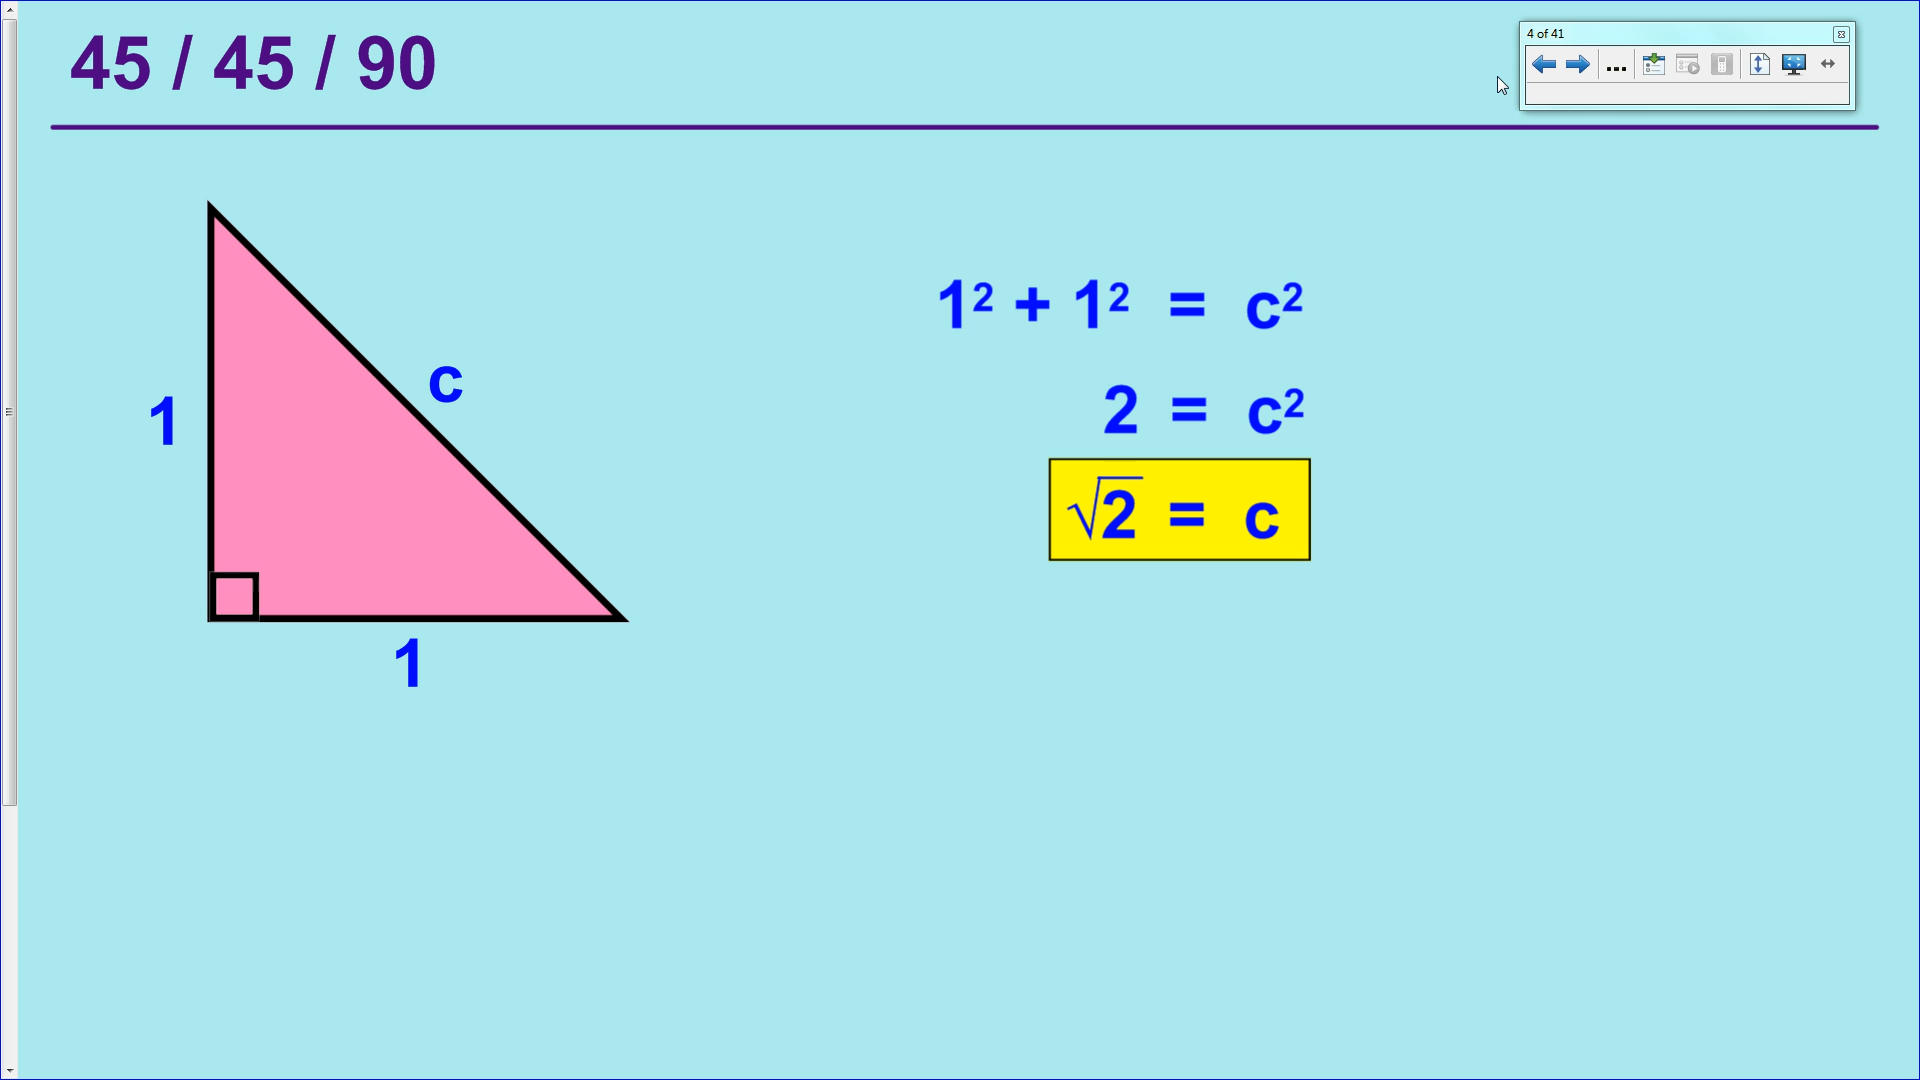 45 / 45 / 90
4 of 41
...
1² + 1² = c²
c
1
2 = c²
√2 = c
1